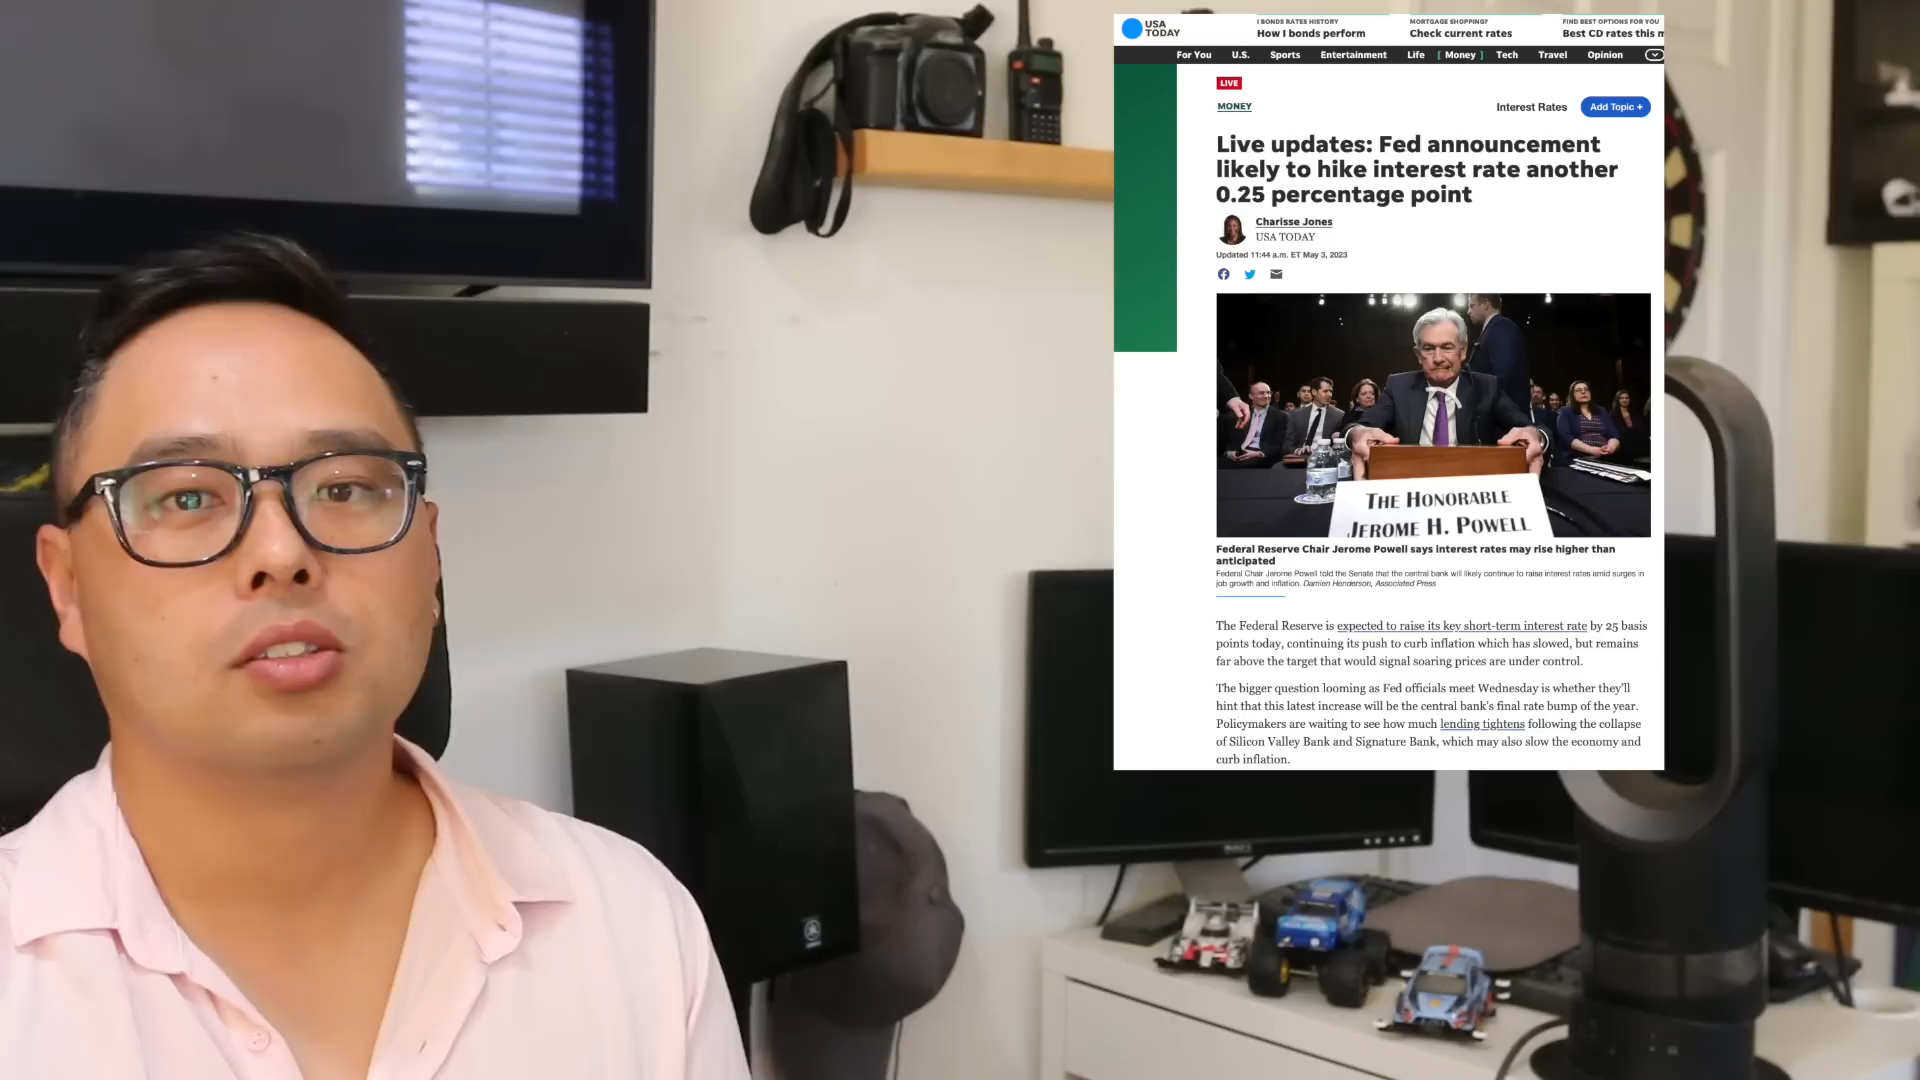 USA
TODAY
I BONDS RATES HISTORY
How I bonds perform
MORTGAGE SHOPPING?
Check current rates
FIND BEST OPTIONS FOR YOU
Best CD rates this
For You U.S. Sports Entertainment Life [ Money ] Tech Travel Opinion
LIVE
MONEY
Interest Rates Add Topic +
Live updates: Fed announcement
likely to hike interest rate another
0.25 percentage point
Charisse Jones
USA TODAY
Updated 11:44 a.m. ET May 3, 2023
THE HONORABLE
JEROME H. POWELL
Federal Reserve Chair Jerome Powell says interest rates may rise higher than
anticipated
Federal Chair Jerome Powell told the Senate that the central bank will likely continue to raise interest rates amid surges in
job growth and inflation. Damien Henderson, Associated Press
The Federal Reserve is expected to raise its key short-term interest rate by 25 basis
points today, continuing its push to curb inflation which has slowed, but remains
far above the target that would signal soaring prices are under control.
The bigger question looming as Fed officials meet Wednesday is whether they'll
hint that this latest increase will be the central bank's final rate bump of the year.
Policymakers are waiting to see how much lending tightens following the collapse
of Silicon Valley Bank and Signature Bank, which may also slow the economy and
curb inflation.